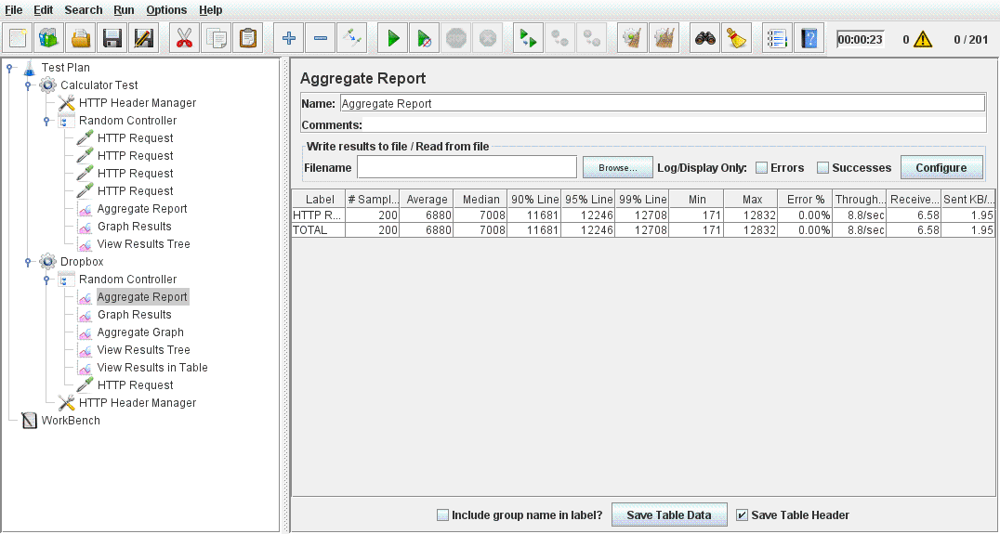 File Edit Search Run Options Help
00:00:23 0 0 / 201
Test Plan
Calculator Test
HTTP Header Manager
Random Controller
HTTP Request
HTTP Request
HTTP Request
HTTP Request
Aggregate Report
Graph Results
View Results Tree
Dropbox
Random Controller
Aggregate Report
Graph Results
Aggregate Graph
View Results Tree
View Results in Table
HTTP Request
HTTP Header Manager
WorkBench
Aggregate Report
Name: Aggregate Report
Comments:
Write results to file / Read from file
Filename Browse... Log/Display Only: Errors Successes Configure
Label # Sampl... Average Median 90% Line 95% Line 99% Line Min Max Error % Through... Receive... Sent KB/...
HTTP R... 200 6880 7008 11681 12246 12708 171 12832 0.00% 8.8/sec 6.58 1.95
TOTAL 200 6880 7008 11681 12246 12708 171 12832 0.00% 8.8/sec 6.58 1.95
Include group name in label? Save Table Data Save Table Header